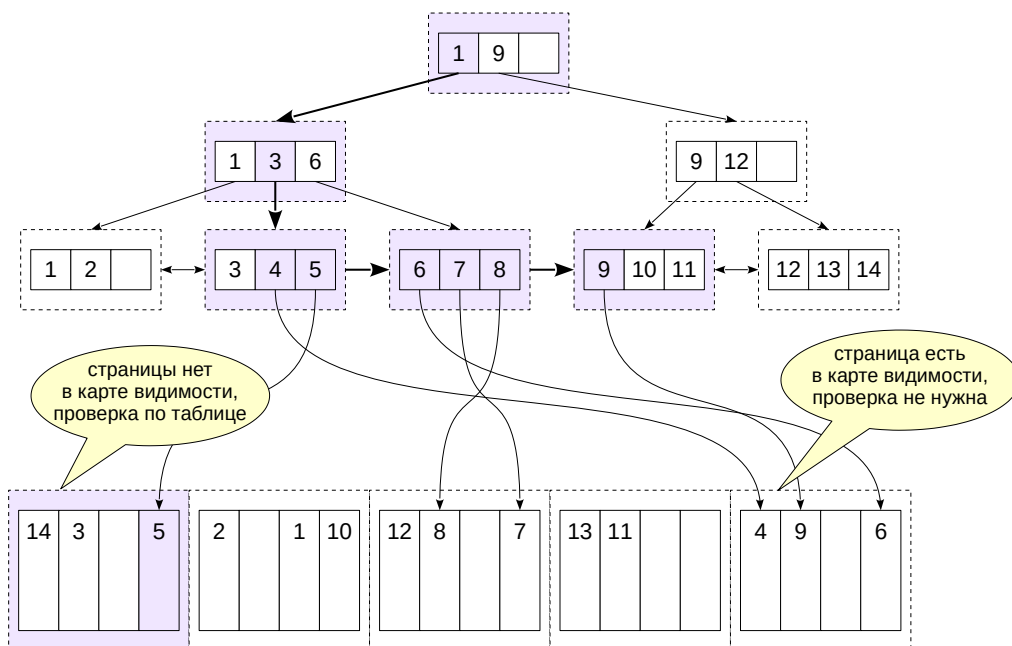 1 9
1 3 6
9 12
1 2
3 4 5
6 7 8
9 10 11
12 13 14
страницы нет
в карте видимости,
проверка по таблице
страница есть
в карте видимости,
проверка не нужна
14 3 5
2 1 10
12 8 7
13 11
4 9 6